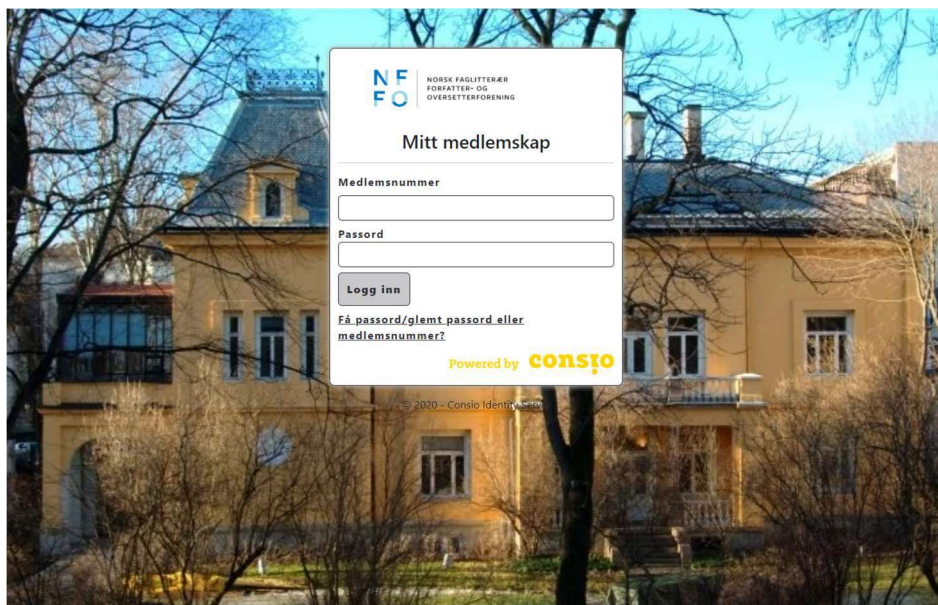 NF
FO
NORSK FAGLITTERÆR
FORFATTER- OG
OVERSETTERFORENING
Mitt medlemskap
Medlemsnummer
Passord
Logg inn
Få passord/glemt passord eller
medlemsnummer?
Powered by consio
© 2020 - Consio Identity